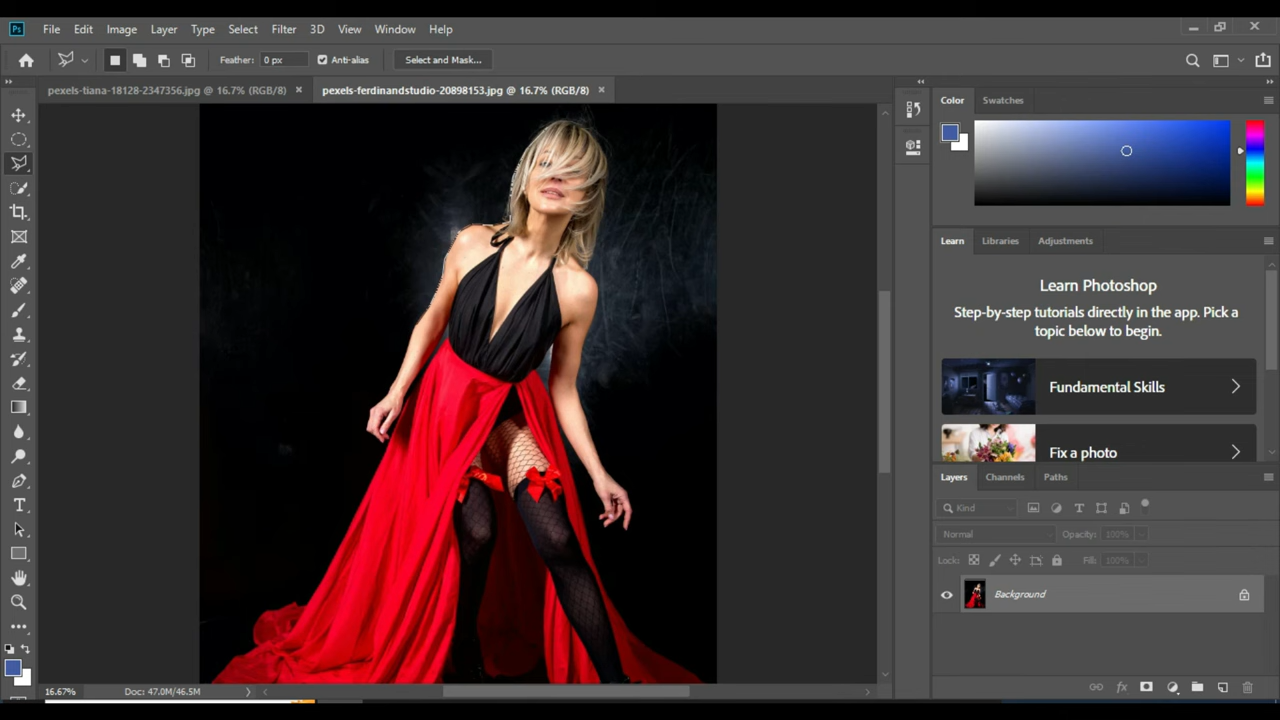 Ps File Edit Image Layer Type Select Filter 3D View Window Help
Feather: 0 px Anti-alias Select and Mask...
pexels-tiana-18128-2347356.jpg @ 16.7% (RGB/8) × pexels-ferdinandstudio-20898153.jpg @ 16.7% (RGB/8) ×
Color Swatches
Learn Libraries Adjustments
Learn Photoshop
Step-by-step tutorials directly in the app. Pick a
topic below to begin.
Fundamental Skills
Fix a photo
Layers Channels Paths
Kind
Normal Opacity: 100%
Lock: Fill: 100%
Background
16.67% Doc: 47.0M/46.5M